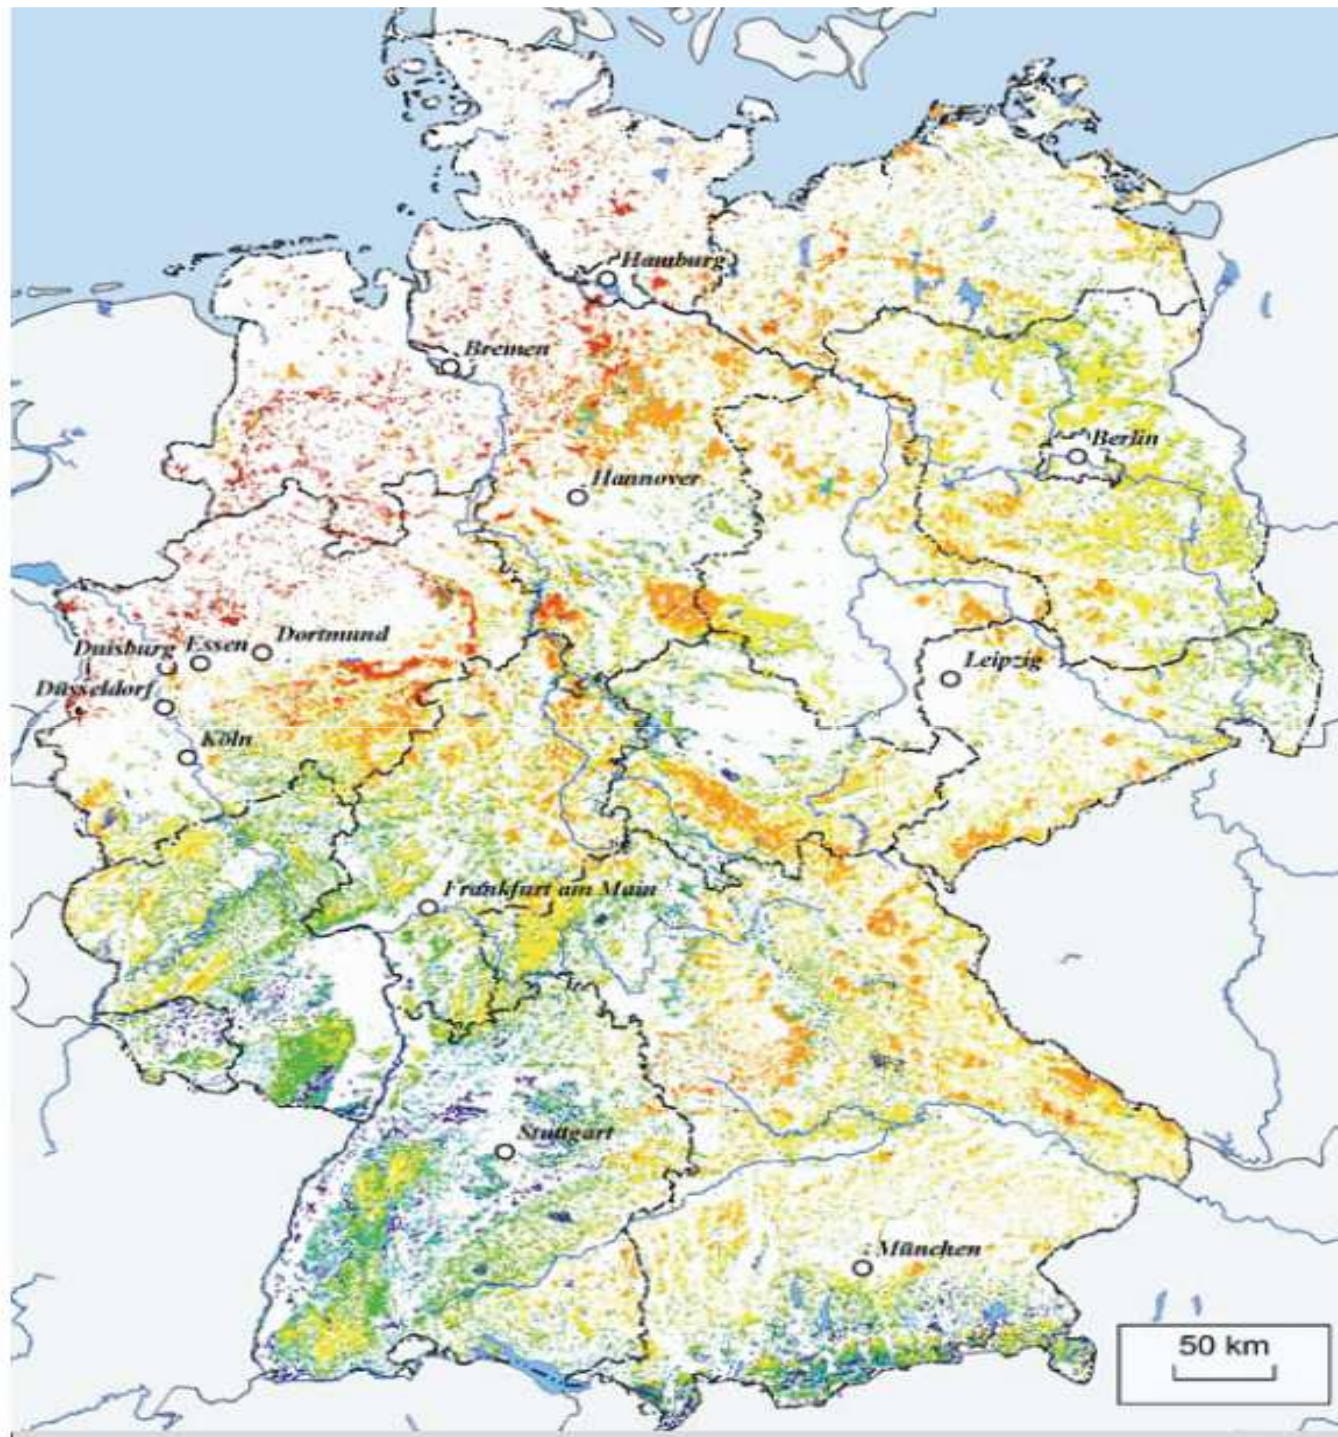 Hamburg
Bremen
Berlin
Hannover
Dortmund
Essen
Duisburg
Leipzig
Düsseldorf
Köln
Frankfurt am Main
Stuttgart
München
50 km